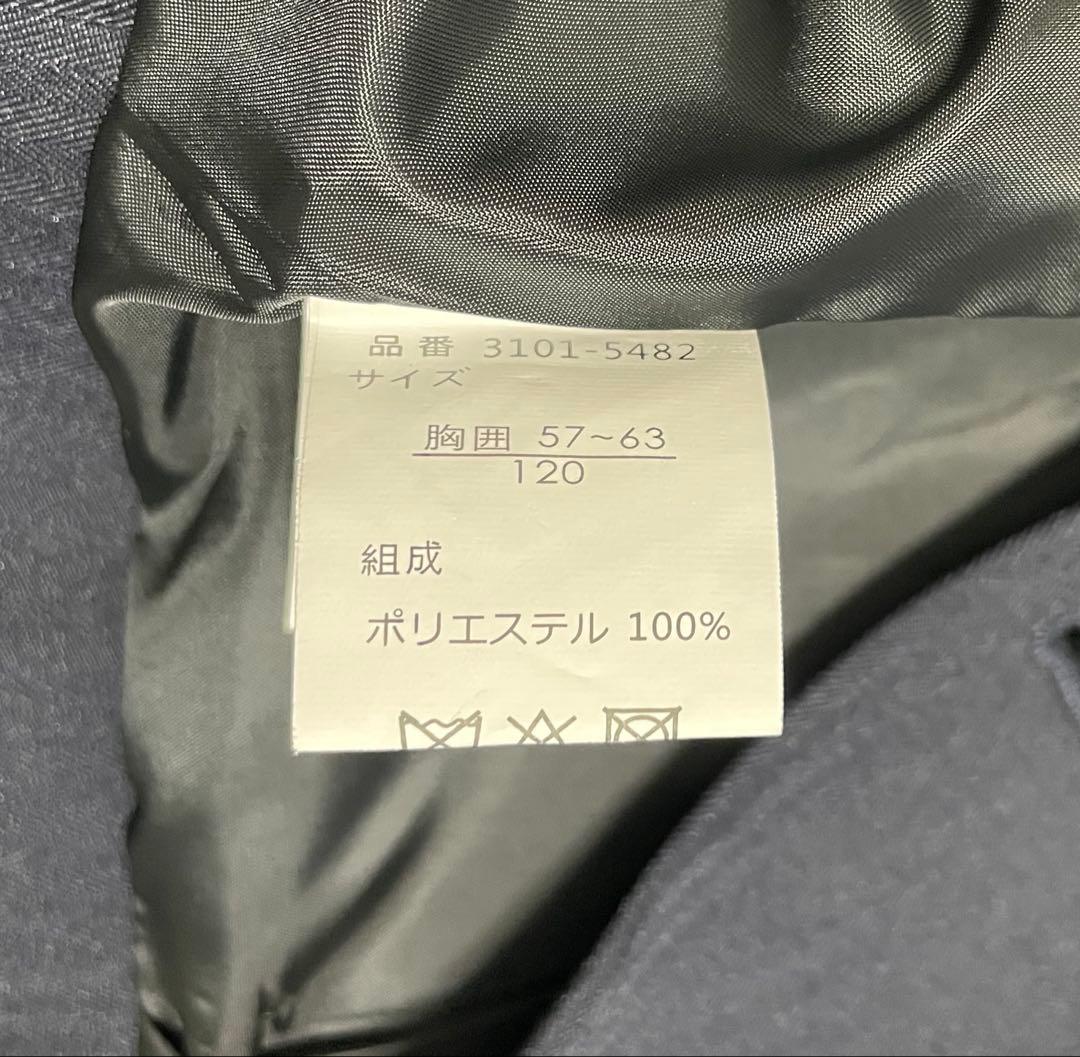 品番 3101-5482
サイズ
胸囲 57~63
120
組成
ポリエステル 100%